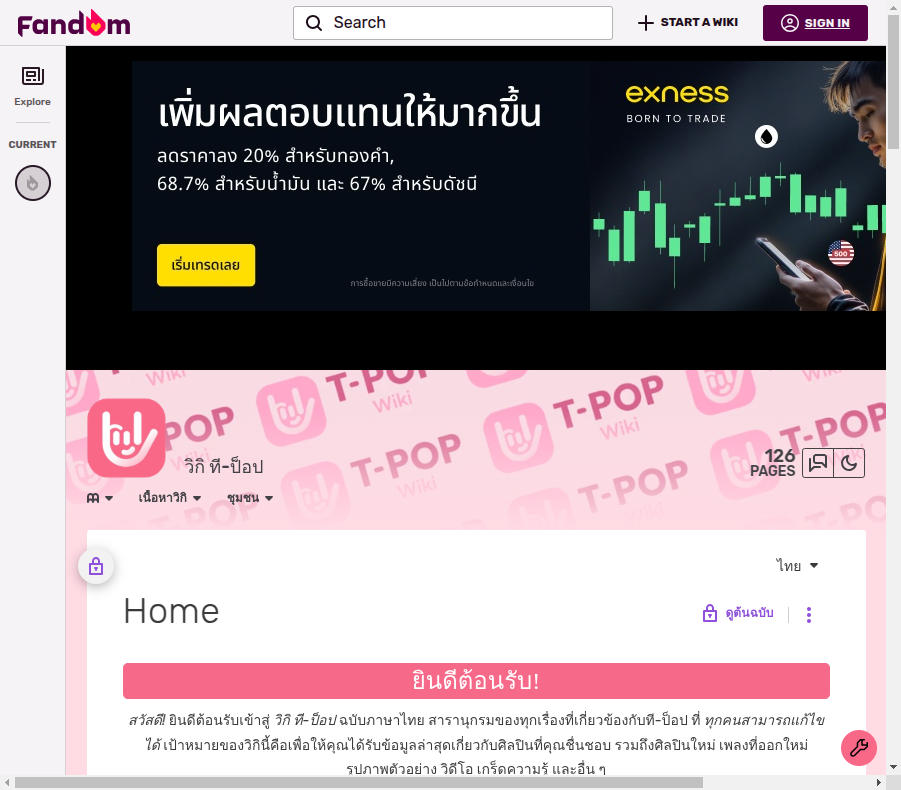 Fandom
Search
START A WIKI
SIGN IN
Explore
CURRENT
เพิ่มผลตอบแทนให้มากขึ้น
ลดราคาลง 20% สำหรับทองคำ,
68.7% สำหรับน้ำมัน และ 67% สำหรับดัชนี
เริ่มเทรดเลย
การซื้อขายมีความเสี่ยง เป็นไปตามข้อกำหนดและเงื่อนไข
exness
BORN TO TRADE
500
T-POP
Wiki
T-POP
Wiki
T-POP
Wiki
T-POP
Wiki
วิกิ ที-ป็อป
126
PAGES
เนื้อหาวิกิ
ชุมชน
ไทย
Home
ดูต้นฉบับ
ยินดีต้อนรับ!
สวัสดี! ยินดีต้อนรับเข้าสู่ วิกิ ที-ป็อป ฉบับภาษาไทย สารานุกรมของทุกเรื่องที่เกี่ยวข้องกับที-ป็อป ที่ ทุกคนสามารถแก้ไข
ได้ เป้าหมายของวิกินี้คือเพื่อให้คุณได้รับข้อมูลล่าสุดเกี่ยวกับศิลปินที่คุณชื่นชอบ รวมถึงศิลปินใหม่ เพลงที่ออกใหม่
รูปภาพตัวอย่าง วิดีโอ เกร็ดความรู้ และอื่น ๆ